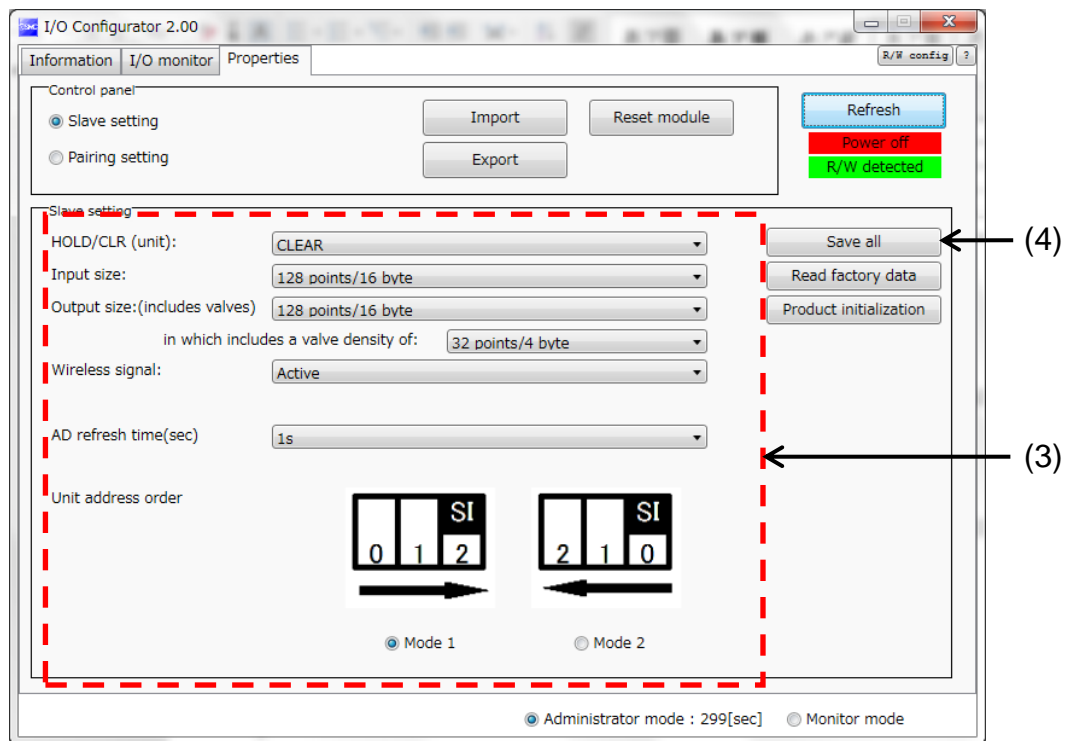 I/O Configurator 2.00
Information I/O monitor Properties R/W config ?
Control panel
Slave setting Import Reset module Refresh
Power off
Pairing setting Export R/W detected
Slave setting
HOLD/CLR (unit): CLEAR Save all (4)
Input size: 128 points/16 byte Read factory data
Output size:(includes valves) 128 points/16 byte Product initialization
in which includes a valve density of: 32 points/4 byte
Wireless signal: Active
AD refresh time(sec) 1s (3)
Unit address order SI SI
0 1 2 2 1 0
Mode 1 Mode 2
Administrator mode : 299[sec] Monitor mode